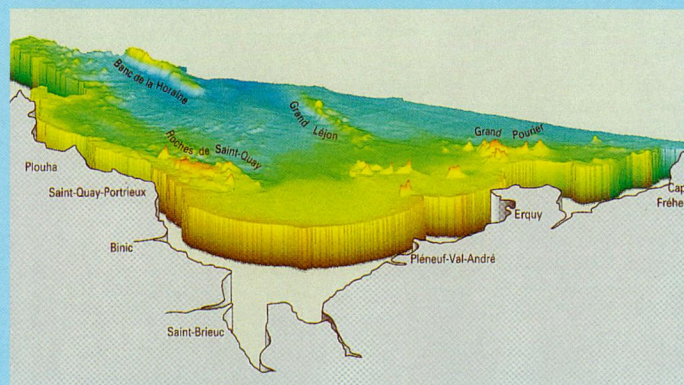 Banc de la Horaine
Grand Léjon
Grand Pourier
Roches de Saint-Quay
Plouha
Saint-Quay-Portrieux
Cap
Fréhel
Erquy
Binic
Pléneuf-Val-André
Saint-Brieuc